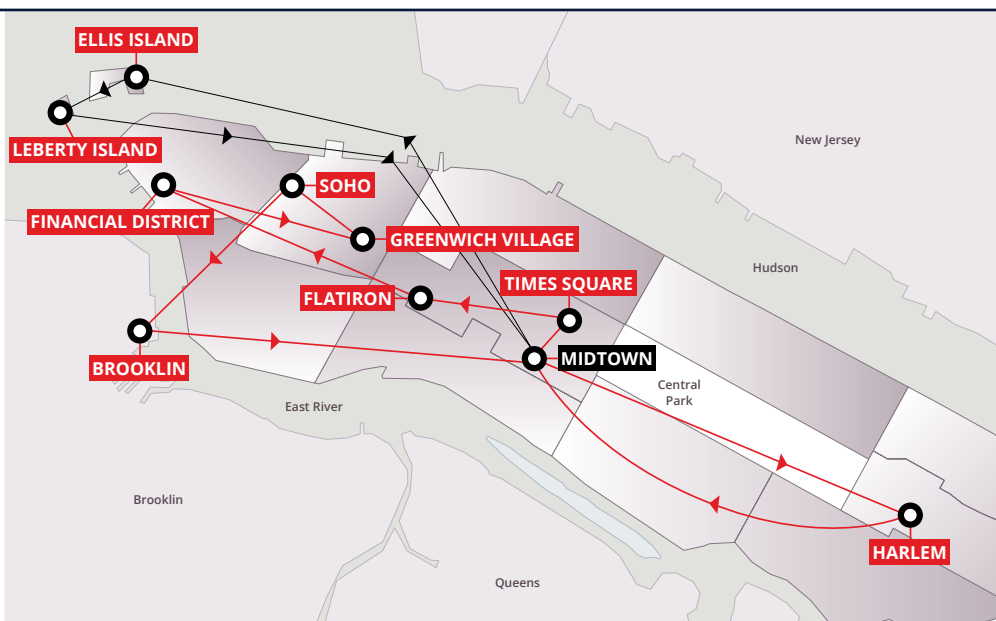 ELLIS ISLAND
LEBERTY ISLAND
New Jersey
SOHO
FINANCIAL DISTRICT
GREENWICH VILLAGE
Hudson
TIMES SQUARE
FLATIRON
MIDTOWN
BROOKLIN
Central
Park
East River
Brooklin
HARLEM
Queens